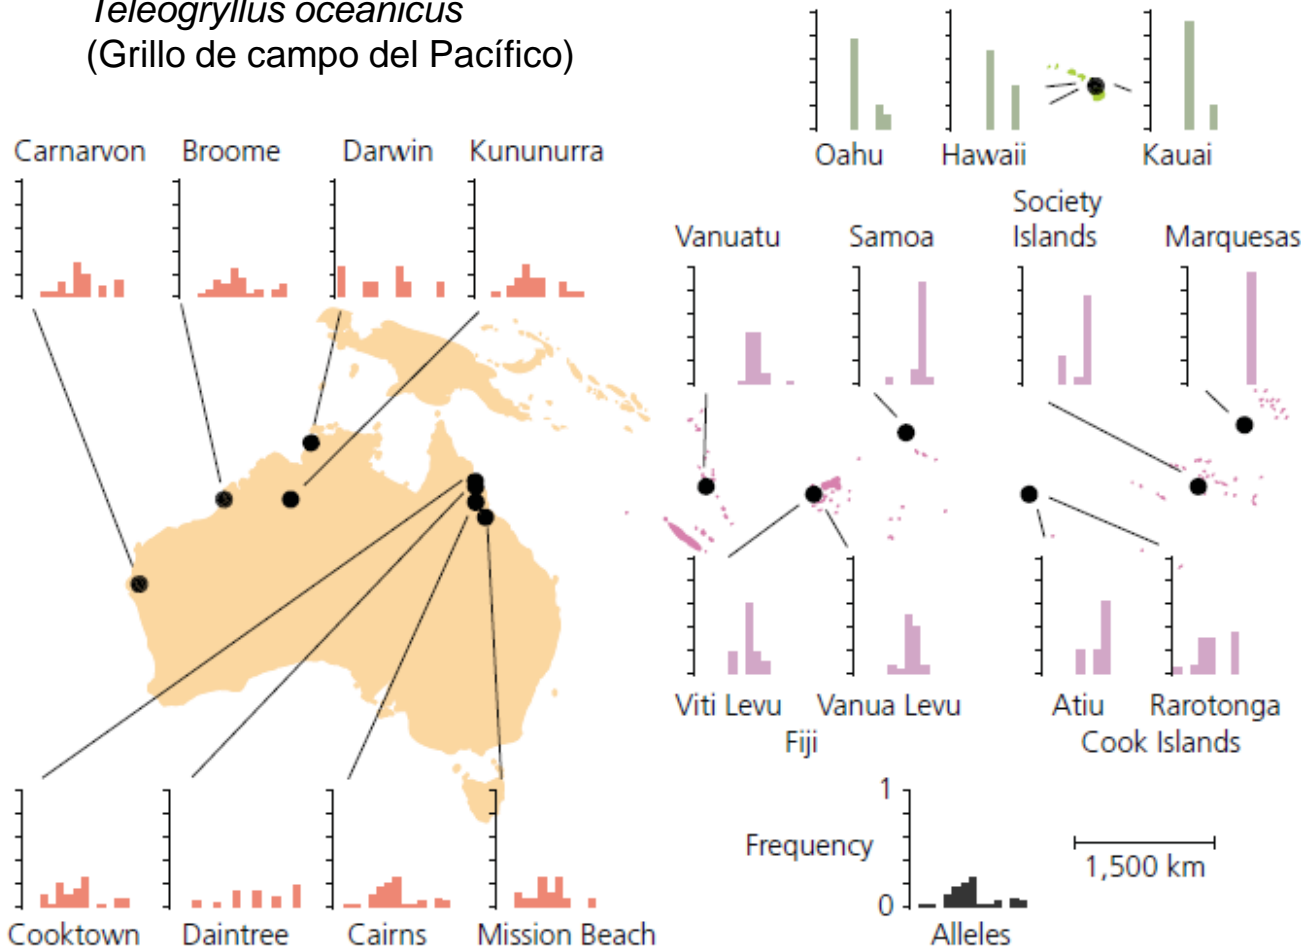 Teleogryllus oceanicus
(Grillo de campo del Pacífico)
Oahu
Hawaii
Kauai
Carnarvon
Broome
Darwin
Kununurra
Vanuatu
Samoa
Society
Islands
Marquesas
Viti Levu
Vanua Levu
Fiji
Atiu
Rarotonga
Cook Islands
Cooktown
Daintree
Cairns
Mission Beach
1
Frequency
0
Alleles
1,500 km